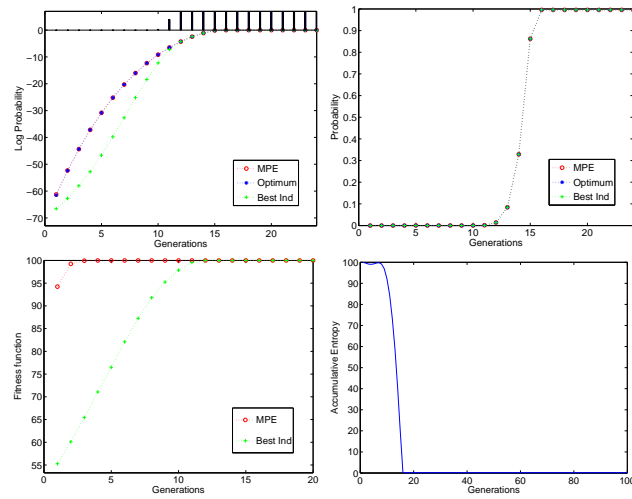 0
−10
−20
−30
−40
−50
−60
−70
Log Probability
0 5 10 15 20
Generations
MPE
Optimum
Best Ind
1
0.9
0.8
0.7
0.6
0.5
0.4
0.3
0.2
0.1
0
Probability
0 5 10 15 20
Generations
MPE
Optimum
Best Ind
100
95
90
85
80
75
70
65
60
55
Fitness function
0 5 10 15 20
Generations
MPE
Best Ind
100
90
80
70
60
50
40
30
20
100
0
Accumulative Entropy
0 20 40 60 80 100
Generations